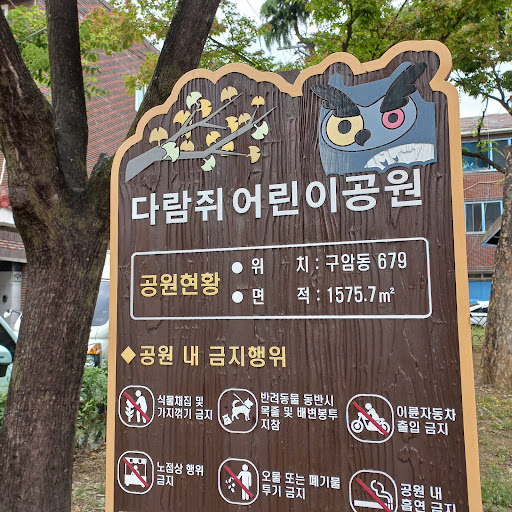 다람쥐 어린이공원
공원현황
● 위 치 : 구암동 679
● 면 적 : 1575.7㎡
◆ 공원 내 금지행위
식물채집 및
가지꺾기 금지
반려동물 동반시
목줄 및 배변봉투
지참
이륜자동차
출입 금지
노점상 행위
금지
오물 또는 폐기물
투기 금지
공원 내
흡연 금지